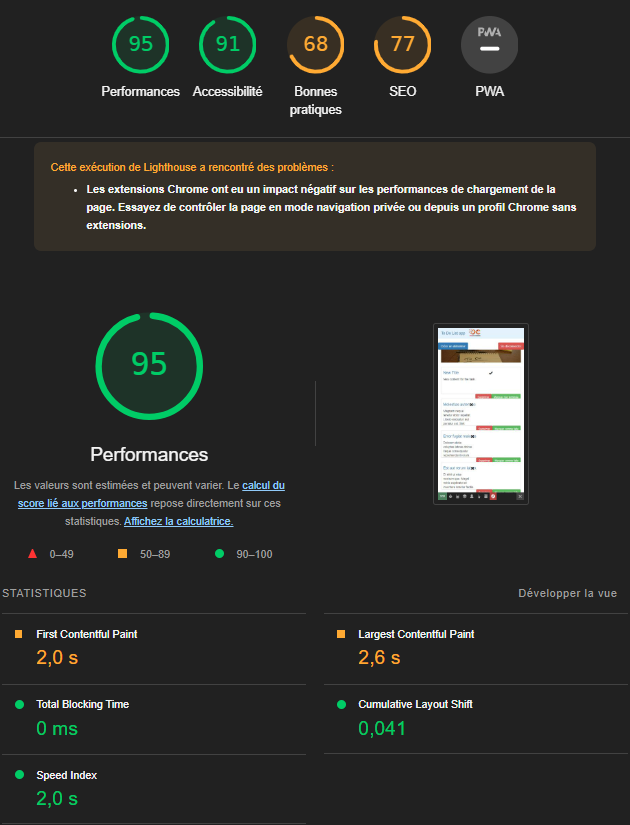 95
91
68
77
PWA
Performances
Accessibilité
Bonnes
pratiques
SEO
PWA
Cette exécution de Lighthouse a rencontré des problèmes :
• Les extensions Chrome ont eu un impact négatif sur les performances de chargement de la
page. Essayez de contrôler la page en mode navigation privée ou depuis un profil Chrome sans
extensions.
95
Performances
Les valeurs sont estimées et peuvent varier. Le calcul du
score lié aux performances repose directement sur ces
statistiques. Affichez la calculatrice.
0–49
50–89
90–100
STATISTIQUES
Développer la vue
First Contentful Paint
2,0 s
Largest Contentful Paint
2,6 s
Total Blocking Time
0 ms
Cumulative Layout Shift
0,041
Speed Index
2,0 s